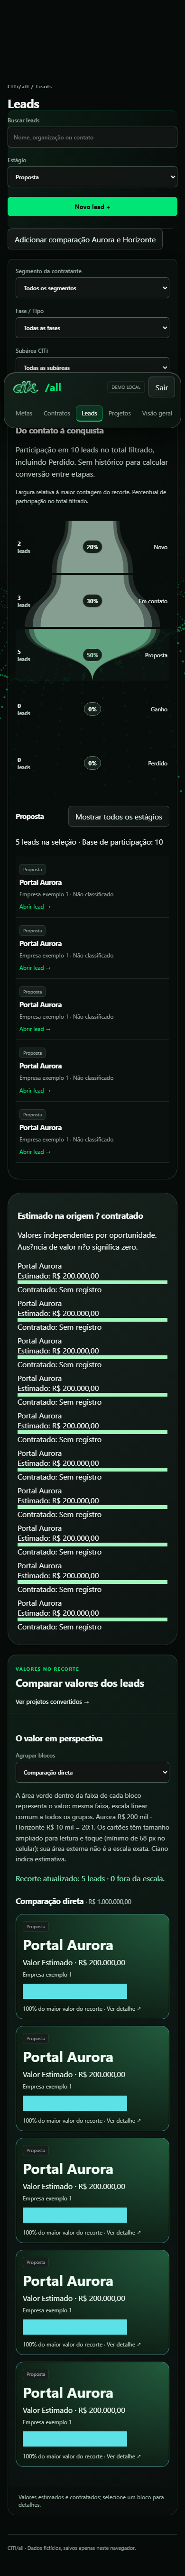 CITi/all / Leads
Leads
Buscar leads
Nome, organização ou contato
Estágio
Proposta
Novo lead +
Adicionar comparação Aurora e Horizonte
Segmento da contratante
Todos os segmentos
Fase / Tipo
Todas as fases
Subárea CITi
Todas as subáreas
citi /all
DEMO LOCAL
Sair
Metas
Contratos
Leads
Projetos
Visão geral
Do contato à conquista
Participação em 10 leads no total filtrado,
incluindo Perdido. Sem histórico para calcular
conversão entre etapas.
Largura relativa à maior contagem do recorte. Percentual de
participação no total filtrado.
2
leads
20%
Novo
3
leads
30%
Em contato
5
leads
50%
Proposta
0
leads
0%
Ganho
0
leads
0%
Perdido
Proposta
Mostrar todos os estágios
5 leads na seleção · Base de participação: 10
Proposta
Portal Aurora
Empresa exemplo 1 · Não classificado
Abrir lead →
Proposta
Portal Aurora
Empresa exemplo 1 · Não classificado
Abrir lead →
Proposta
Portal Aurora
Empresa exemplo 1 · Não classificado
Abrir lead →
Proposta
Portal Aurora
Empresa exemplo 1 · Não classificado
Abrir lead →
Proposta
Portal Aurora
Empresa exemplo 1 · Não classificado
Abrir lead →
Estimado na origem ? contratado
Valores independentes por oportunidade.
Aus?ncia de valor n?o significa zero.
Portal Aurora
Estimado: R$ 200.000,00
Contratado: Sem registro
Portal Aurora
Estimado: R$ 200.000,00
Contratado: Sem registro
Portal Aurora
Estimado: R$ 200.000,00
Contratado: Sem registro
Portal Aurora
Estimado: R$ 200.000,00
Contratado: Sem registro
Portal Aurora
Estimado: R$ 200.000,00
Contratado: Sem registro
Portal Aurora
Estimado: R$ 200.000,00
Contratado: Sem registro
Portal Aurora
Estimado: R$ 200.000,00
Contratado: Sem registro
Portal Aurora
Estimado: R$ 200.000,00
Contratado: Sem registro
Portal Aurora
Estimado: R$ 200.000,00
Contratado: Sem registro
Portal Aurora
Estimado: R$ 200.000,00
Contratado: Sem registro
VALORES NO RECORTE
Comparar valores dos leads
Ver projetos convertidos →
O valor em perspectiva
Agrupar blocos
Comparação direta
A área verde dentro da faixa de cada bloco
representa o valor: mesma faixa, escala linear
comum a todos os grupos. Aurora R$ 200 mil ·
Horizonte R$ 10 mil = 20:1. Os cartões têm tamanho
ampliado para leitura e toque (mínimo de 68 px no
celular); sua área externa não é a escala exata. Ciano
indica estimativa.
Recorte atualizado: 5 leads · 0 fora da escala.
Comparação direta · R$ 1.000.000,00
Proposta
Portal Aurora
Valor Estimado · R$ 200.000,00
Empresa exemplo 1
100% do maior valor do recorte · Ver detalhe ↗
Proposta
Portal Aurora
Valor Estimado · R$ 200.000,00
Empresa exemplo 1
100% do maior valor do recorte · Ver detalhe ↗
Proposta
Portal Aurora
Valor Estimado · R$ 200.000,00
Empresa exemplo 1
100% do maior valor do recorte · Ver detalhe ↗
Proposta
Portal Aurora
Valor Estimado · R$ 200.000,00
Empresa exemplo 1
100% do maior valor do recorte · Ver detalhe ↗
Proposta
Portal Aurora
Valor Estimado · R$ 200.000,00
Empresa exemplo 1
100% do maior valor do recorte · Ver detalhe ↗
Valores estimados e contratados; selecione um bloco para
detalhes.
CITi/all · Dados fictícios, salvos apenas neste navegador.